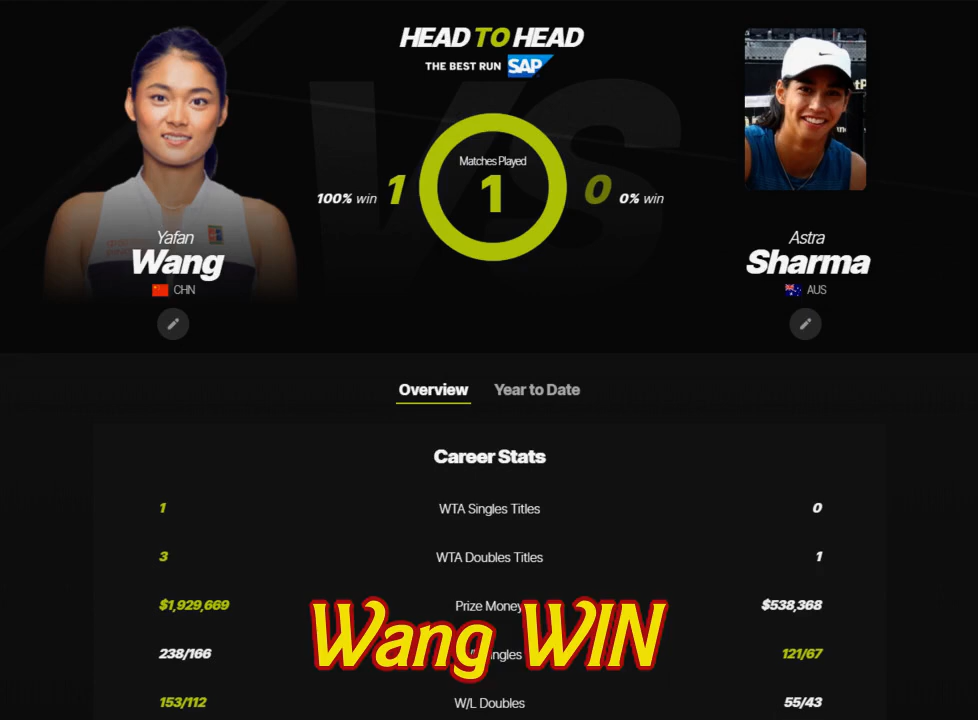 HEAD TO HEAD
THE BEST RUN SAP
Matches Played
100% win 1 1 0 0% win
Yafan
Wang
CHN
Astra
Sharma
AUS
Overview Year to Date
Career Stats
1 WTA Singles Titles 0
3 WTA Doubles Titles 1
$1,929,669 Prize Money $538,368
Wang WIN
238/166 121/67
153/112 W/L Doubles 55/43